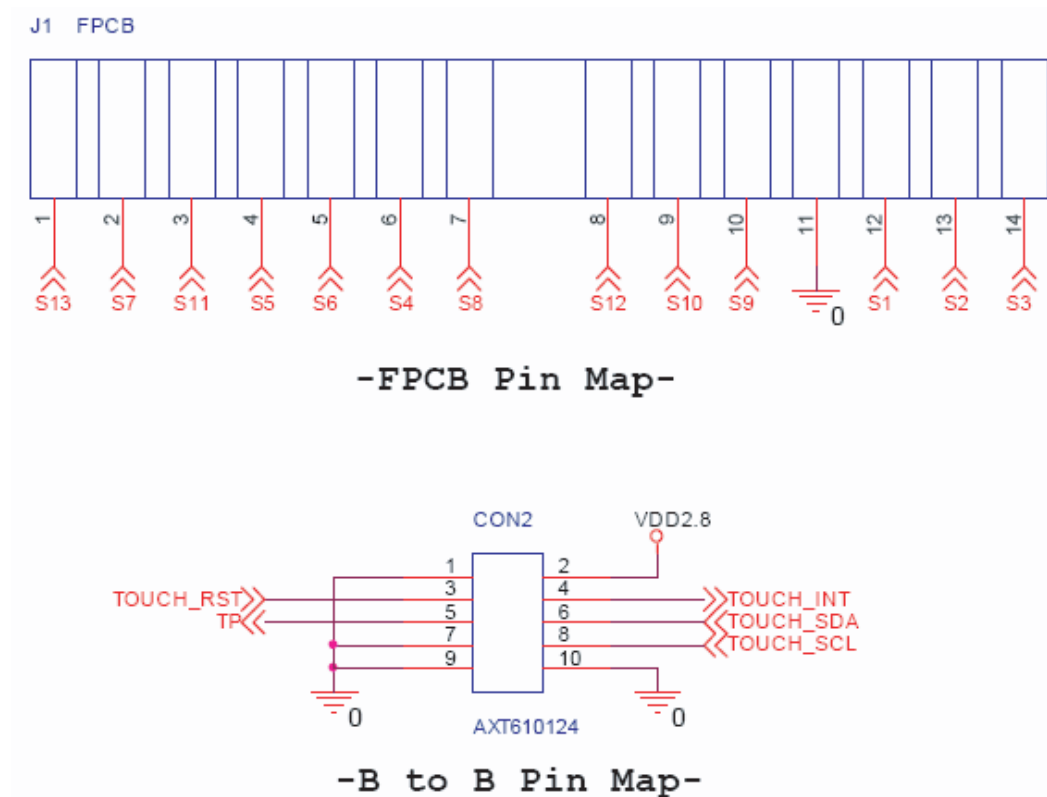 J1 FPCB
1 2 3 4 5 6 7 8 9 10 11 12 13 14
S13 S7 S11 S5 S6 S4 S8 S12 S10 S9 0 S1 S2 S3
-FPCB Pin Map-
CON2 VDD2.8
1 2
TOUCH_RST 3 4 TOUCH_INT
TP 5 6 TOUCH_SDA
7 8 TOUCH_SCL
9 10
0 0
AXT610124
-B to B Pin Map-